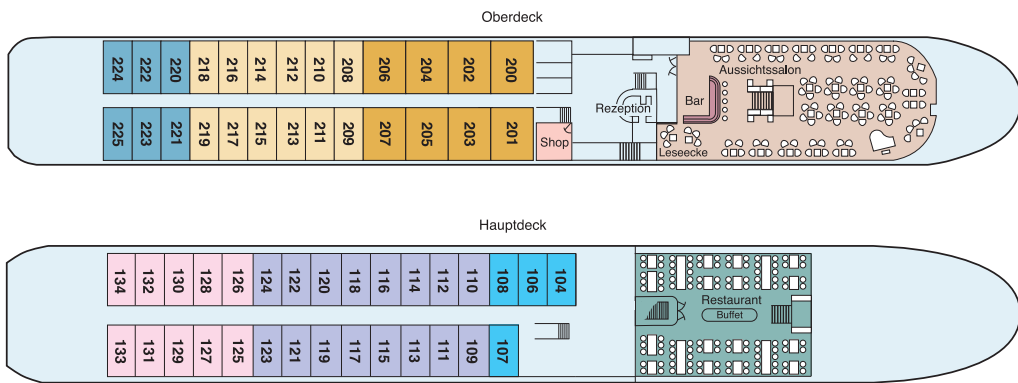 Oberdeck
224 222 220 218 216 214 212 210 208 206 204 202 200
Aussichtssalon
Bar
Rezeption
225 223 221 219 217 215 213 211 209 207 205 203 201
Shop
Leseecke
Hauptdeck
134 132 130 128 126 124 122 120 118 116 114 112 110 108 106 104
Restaurant
Buffet
133 131 129 127 125 123 121 119 117 115 113 111 109 107